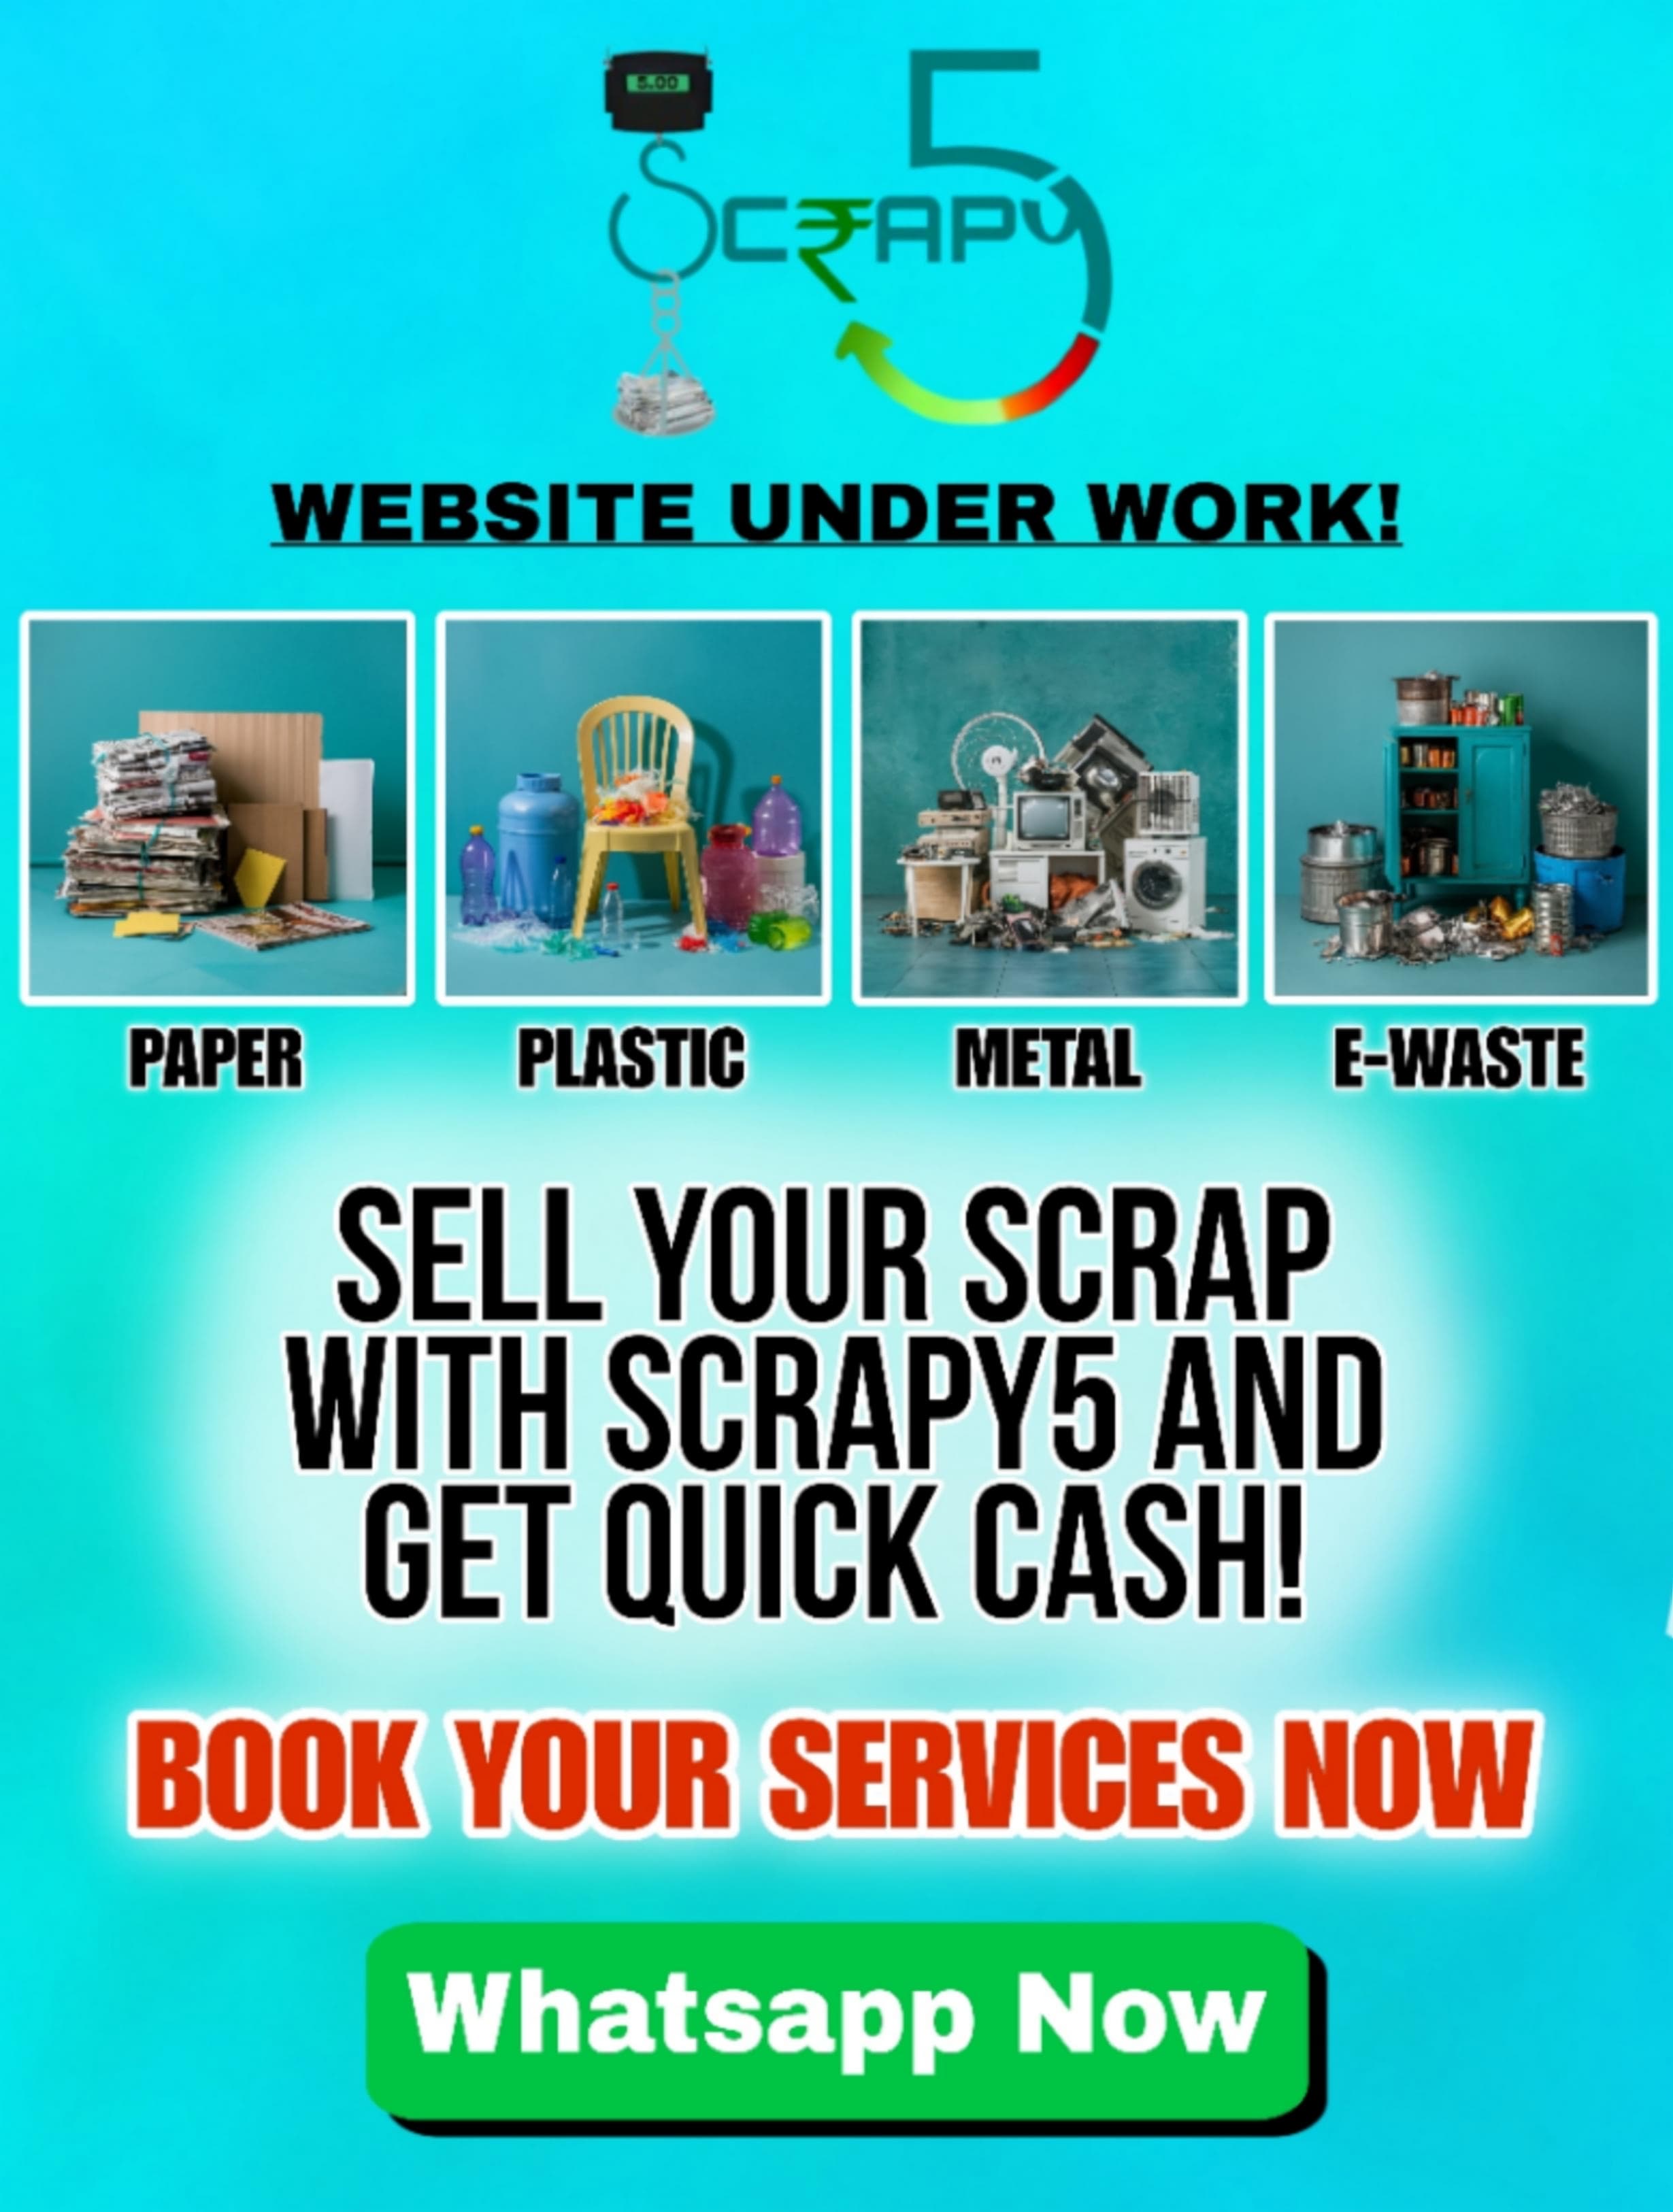 5.00
5
SC₹APY
WEBSITE UNDER WORK!
PAPER
PLASTIC
METAL
E-WASTE
SELL YOUR SCRAP
WITH SCRAPY5 AND
GET QUICK CASH!
BOOK YOUR SERVICES NOW
Whatsapp Now